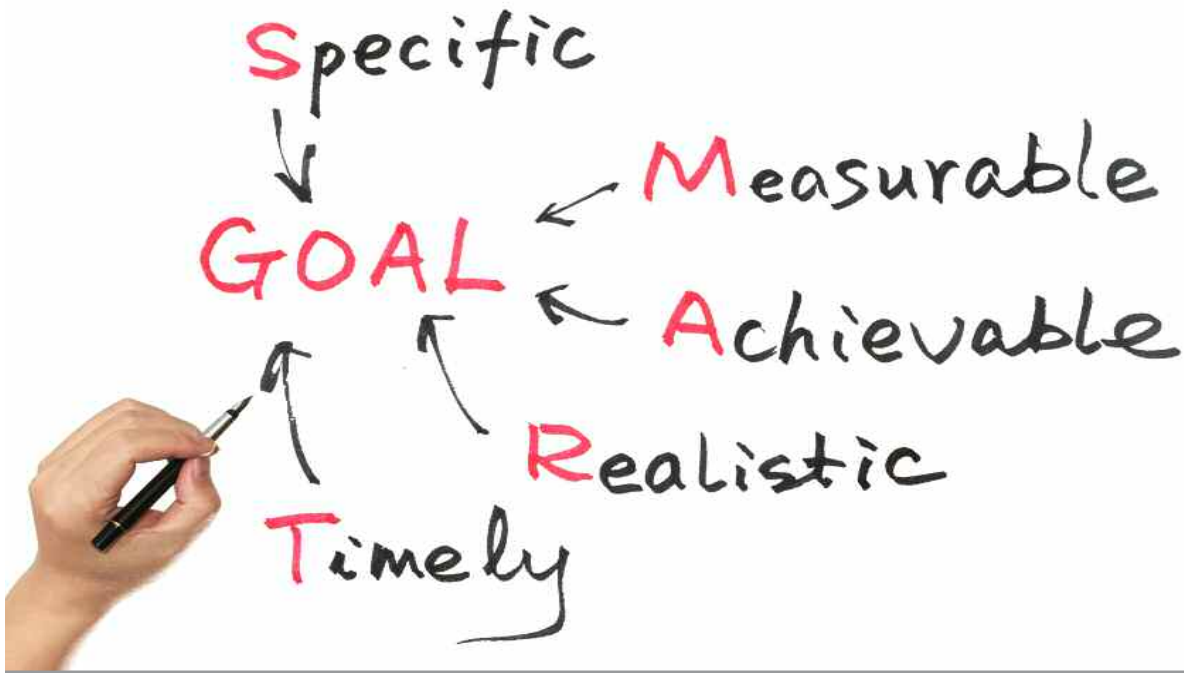 Specific
Measurable
GOAL
Achievable
Realistic
Timely